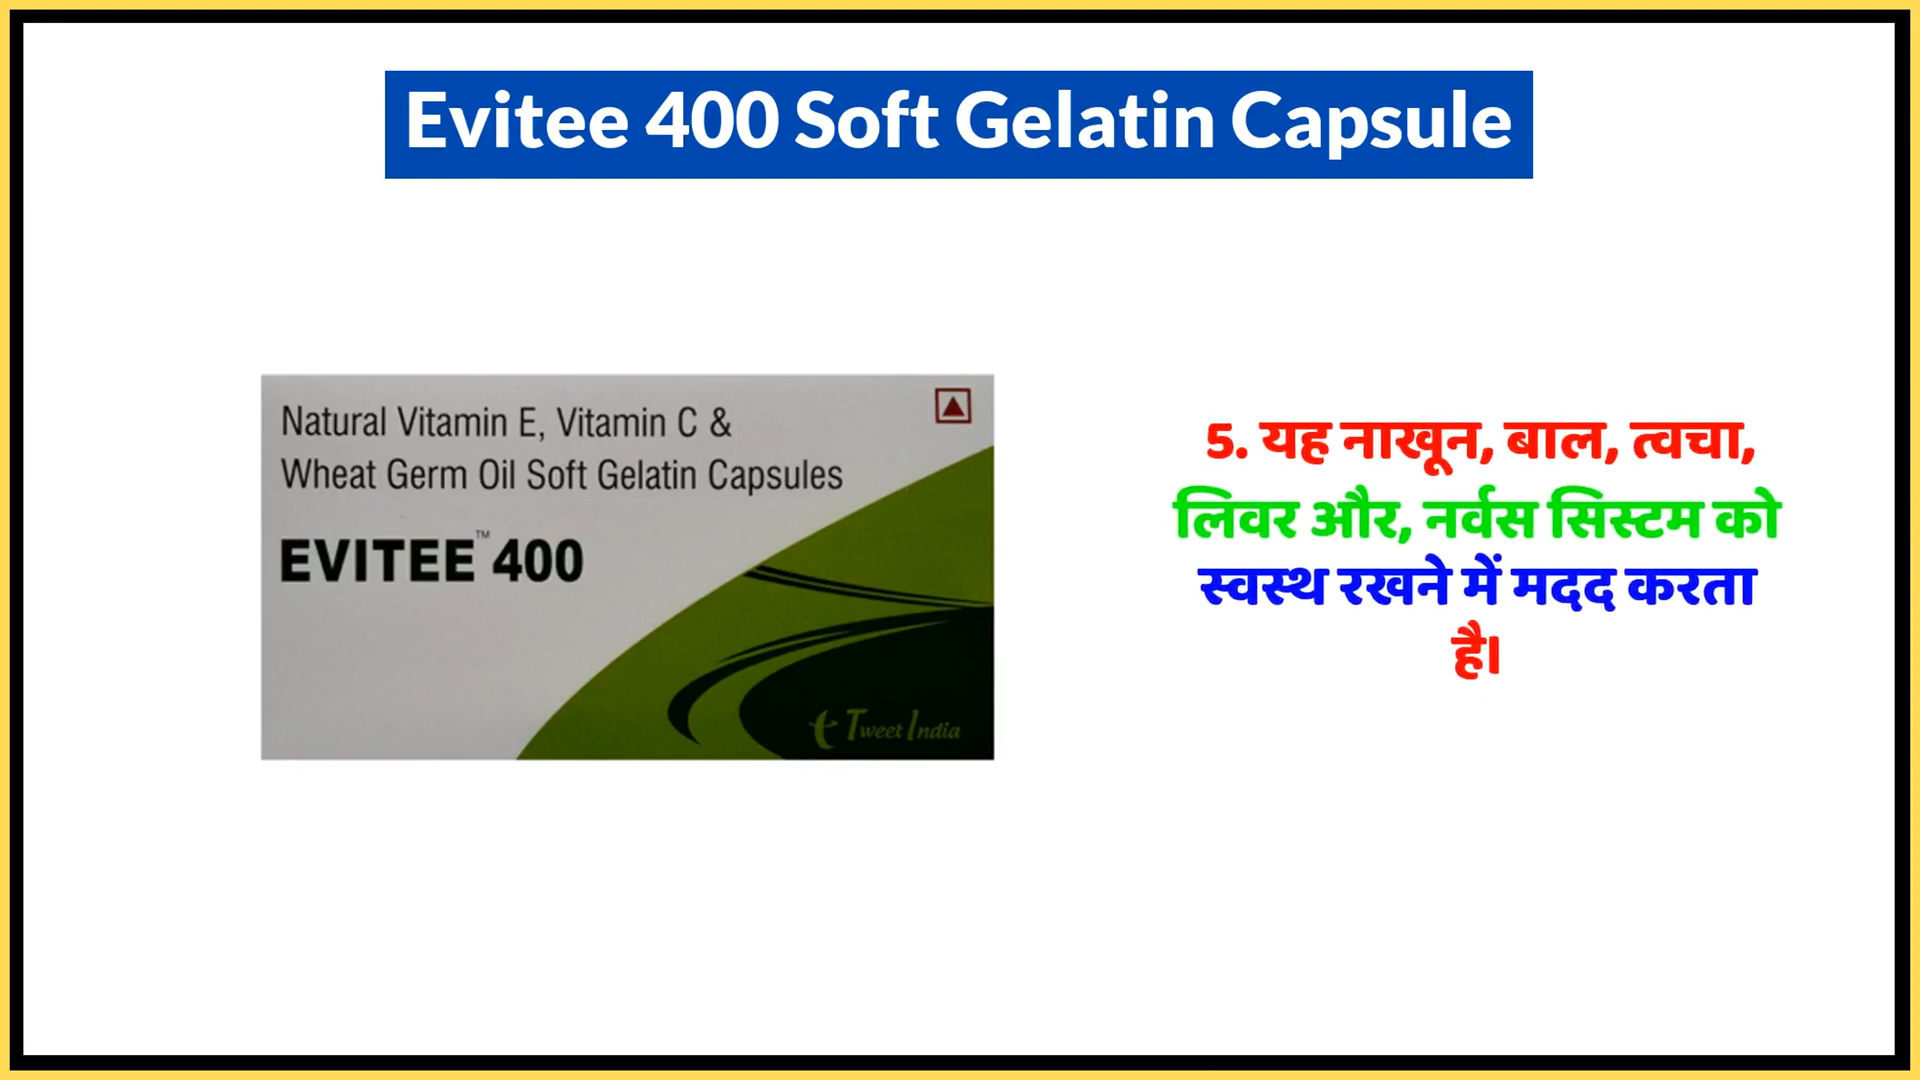 Evitee 400 Soft Gelatin Capsule
Natural Vitamin E, Vitamin C &
Wheat Germ Oil Soft Gelatin Capsules
EVITEE™ 400
Tweet India
5. यह नाखून, बाल, त्वचा,
लिवर और, नर्वस सिस्टम को
स्वस्थ रखने में मदद करता
है।